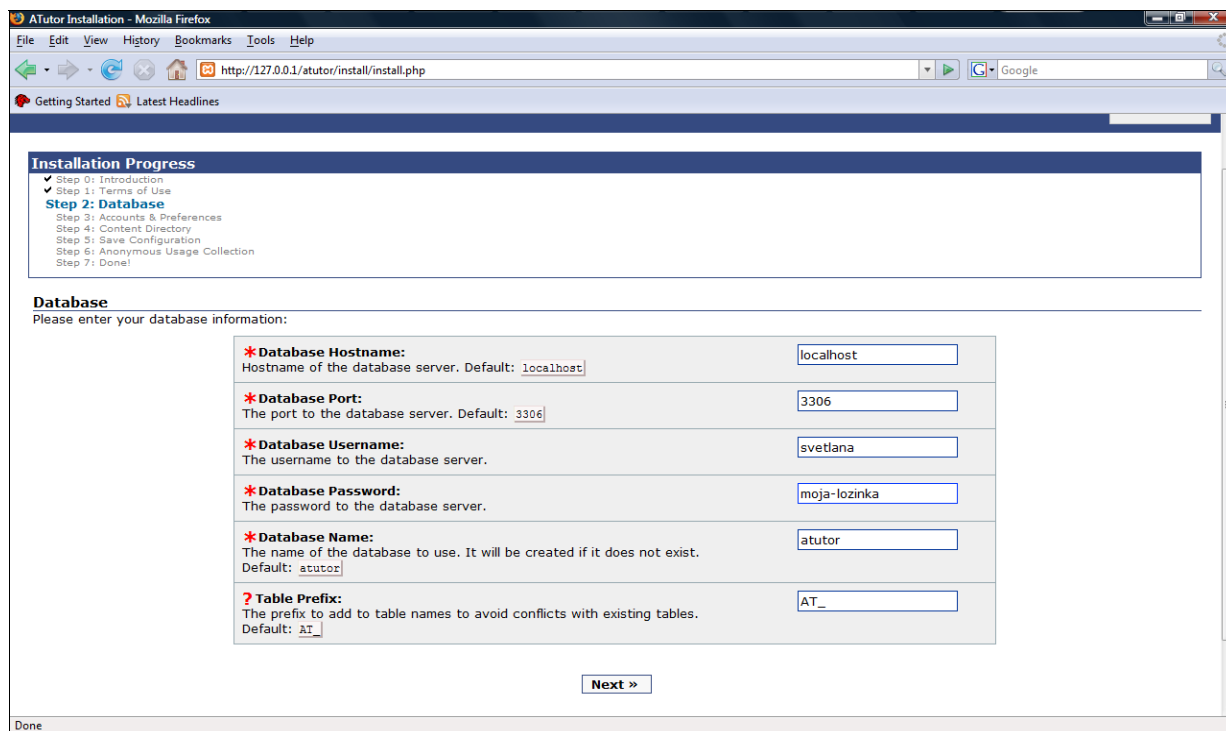 ATutor Installation - Mozilla Firefox
File Edit View History Bookmarks Tools Help
http://127.0.0.1/atutor/install/install.php
G Google
Getting Started Latest Headlines
Installation Progress
Step 0: Introduction
Step 1: Terms of Use
Step 2: Database
Step 3: Accounts & Preferences
Step 4: Content Directory
Step 5: Save Configuration
Step 6: Anonymous Usage Collection
Step 7: Done!
Database
Please enter your database information:
*Database Hostname:
Hostname of the database server. Default: localhost
localhost
*Database Port:
The port to the database server. Default: 3306
3306
*Database Username:
The username to the database server.
svetlana
*Database Password:
The password to the database server.
moja-lozinka
*Database Name:
The name of the database to use. It will be created if it does not exist.
Default: atutor
atutor
? Table Prefix:
The prefix to add to table names to avoid conflicts with existing tables.
Default: AT_
AT_
Next »
Done